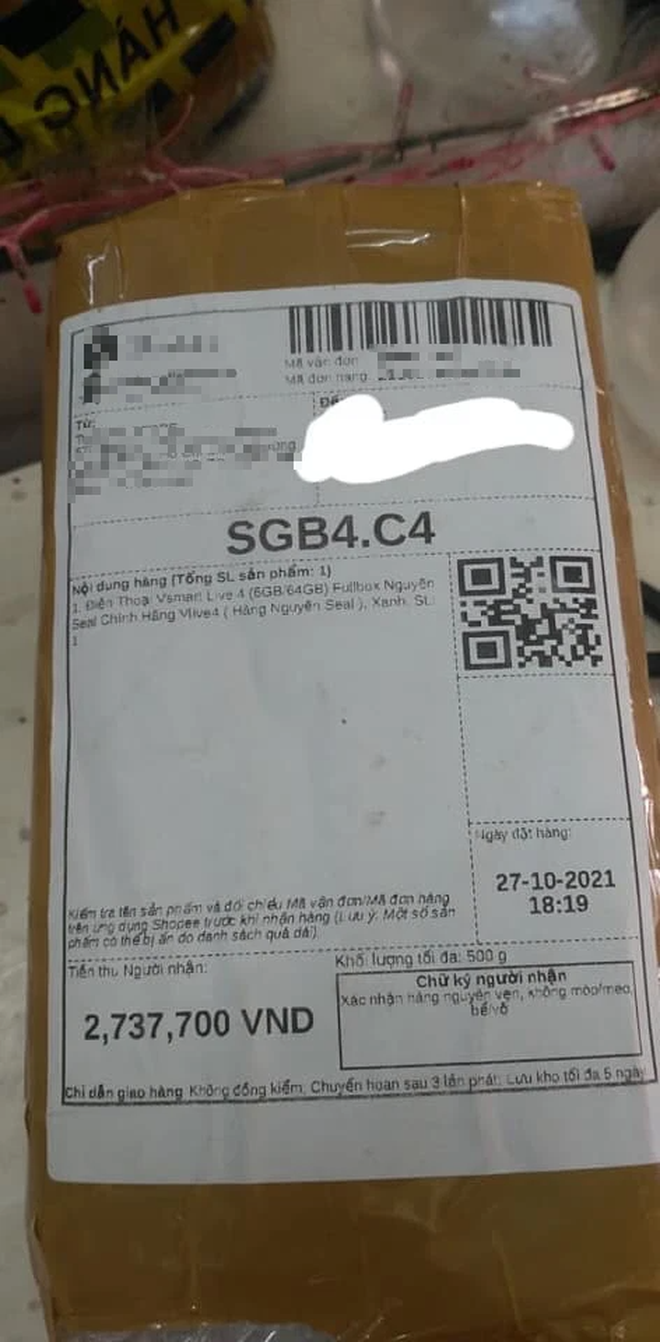 HÀNG
Mã vận đơn:
Mã đơn hàng:
Từ:
Đế
SGB4.C4
Nội dung hàng (Tổng SL sản phẩm: 1)
1. Điện Thoại Vsmart Live 4 (6GB/64GB) Fullbox Nguyên
Seal Chính Hãng Vlive4 ( Hàng Nguyên Seal ), Xanh, SL:
1
Ngày đặt hàng:
27-10-2021
18:19
Kiểm tra tên sản phẩm và đối chiếu Mã vận đơn/Mã đơn hàng
trên ứng dụng Shopee trước khi nhận hàng (Lưu ý: Một số sản
phẩm có thể bị ẩn do danh sách quá dài).
Tiền thu Người nhận:
Khối lượng tối đa: 500 g
2,737,700 VND
Chữ ký người nhận
Xác nhận hàng nguyên vẹn, không móp/méo,
bể/vỡ
Chỉ dẫn giao hàng: Không đồng kiểm; Chuyển hoàn sau 3 lần phát; Lưu kho tối đa 5 ngày